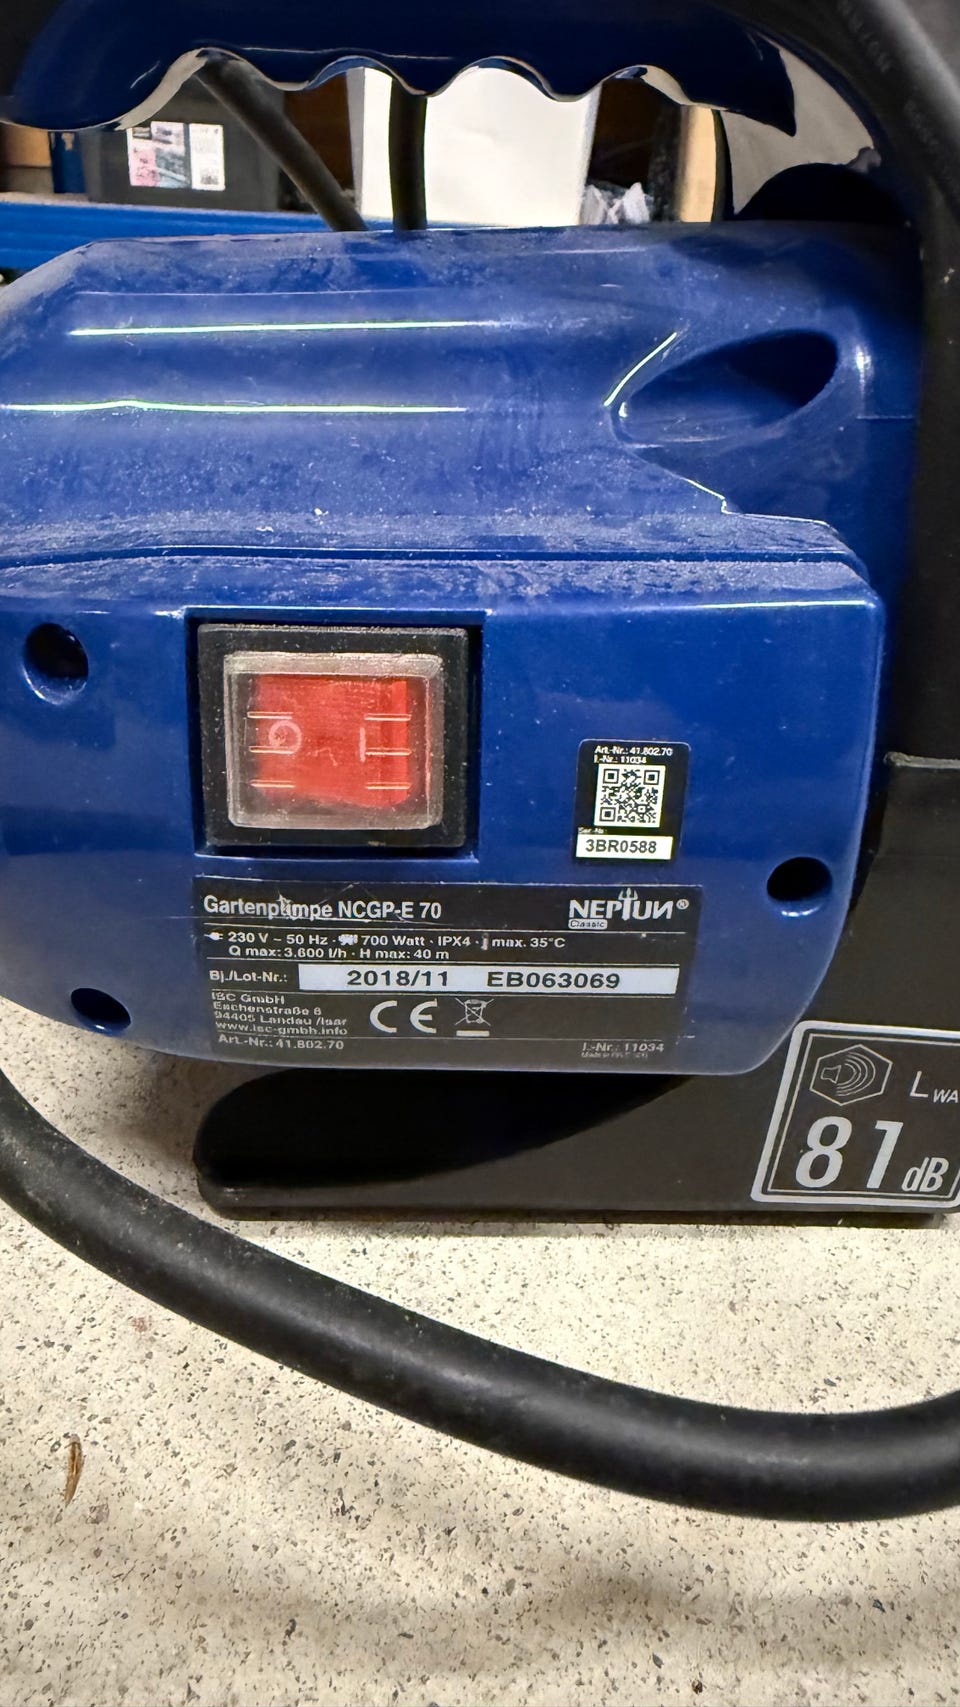 Art.-Nr.: 41.802.70
I.-Nr.: 11034
Ser.-Nr.:
3BR0588
Gartenpumpe NCGP-E 70
NEPTUN®
Classic
230 V ~ 50 Hz · 700 Watt · IPX4 · max. 35°C
Q max: 3.600 l/h · H max: 40 m
Bj./Lot-Nr.: 2018/11 EB063069
ISC GmbH
Eschenstraße 6
94405 Landau /Isar
www.isc-gmbh.info
CE
Art.-Nr.: 41.802.70
I.-Nr.: 11034
LWA
81 dB